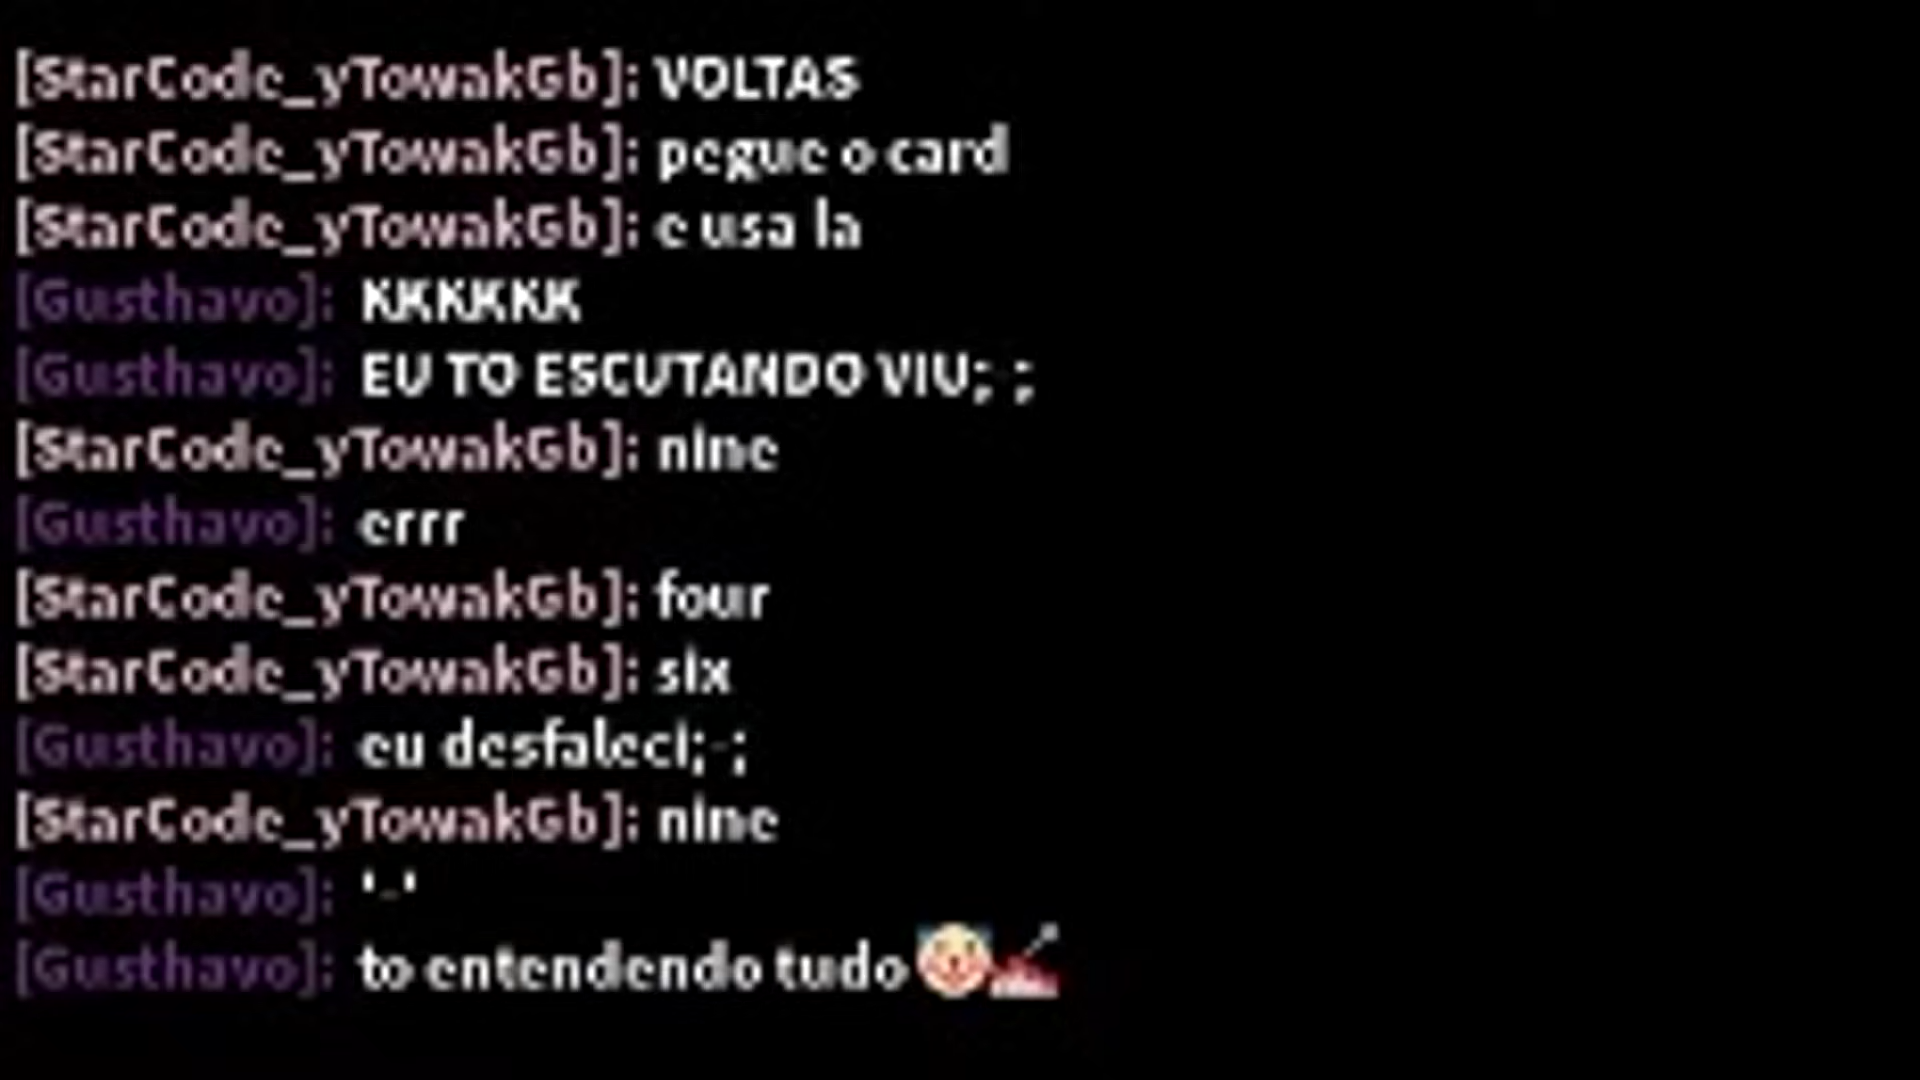 [StarCode_yTowakGb]: VOLTAS
[StarCode_yTowakGb]: pegue o card
[StarCode_yTowakGb]: e usa la
[Gusthavo]: KKKKKK
[Gusthavo]: EU TO ESCUTANDO VIU;-;
[StarCode_yTowakGb]: nine
[Gusthavo]: errr
[StarCode_yTowakGb]: four
[StarCode_yTowakGb]: six
[Gusthavo]: eu desfaleci;-;
[StarCode_yTowakGb]: nine
[Gusthavo]: '-'
[Gusthavo]: to entendendo tudo